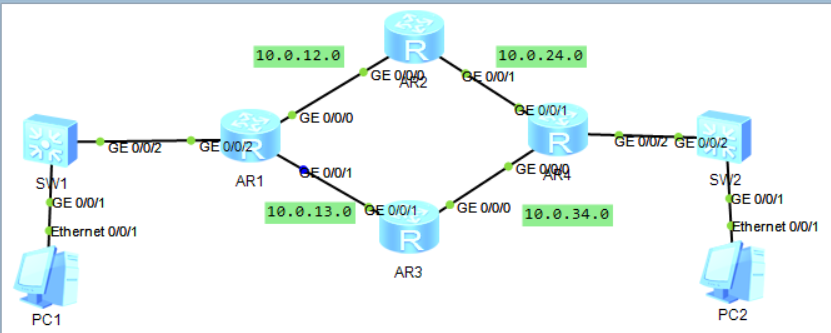 R
AR2
10.0.12.0
10.0.24.0
GE 0/0/0
GE 0/0/1
GE 0/0/0
GE 0/0/1
GE 0/0/2
GE 0/0/2
R
AR1
R
AR4
GE 0/0/2
GE 0/0/2
SW1
GE 0/0/1
GE 0/0/0
SW2
GE 0/0/1
Ethernet 0/0/1
10.0.13.0
GE 0/0/1
R
AR3
GE 0/0/0
10.0.34.0
GE 0/0/1
Ethernet 0/0/1
PC1
PC2